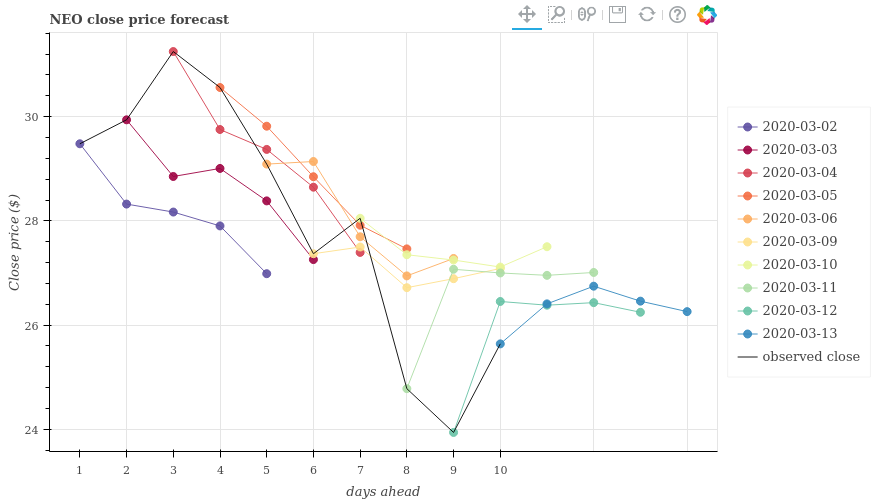 NEO close price forecast
30
28
26
24
Close price ($)
1 2 3 4 5 6 7 8 9 10
days ahead
2020-03-02
2020-03-03
2020-03-04
2020-03-05
2020-03-06
2020-03-09
2020-03-10
2020-03-11
2020-03-12
2020-03-13
observed close